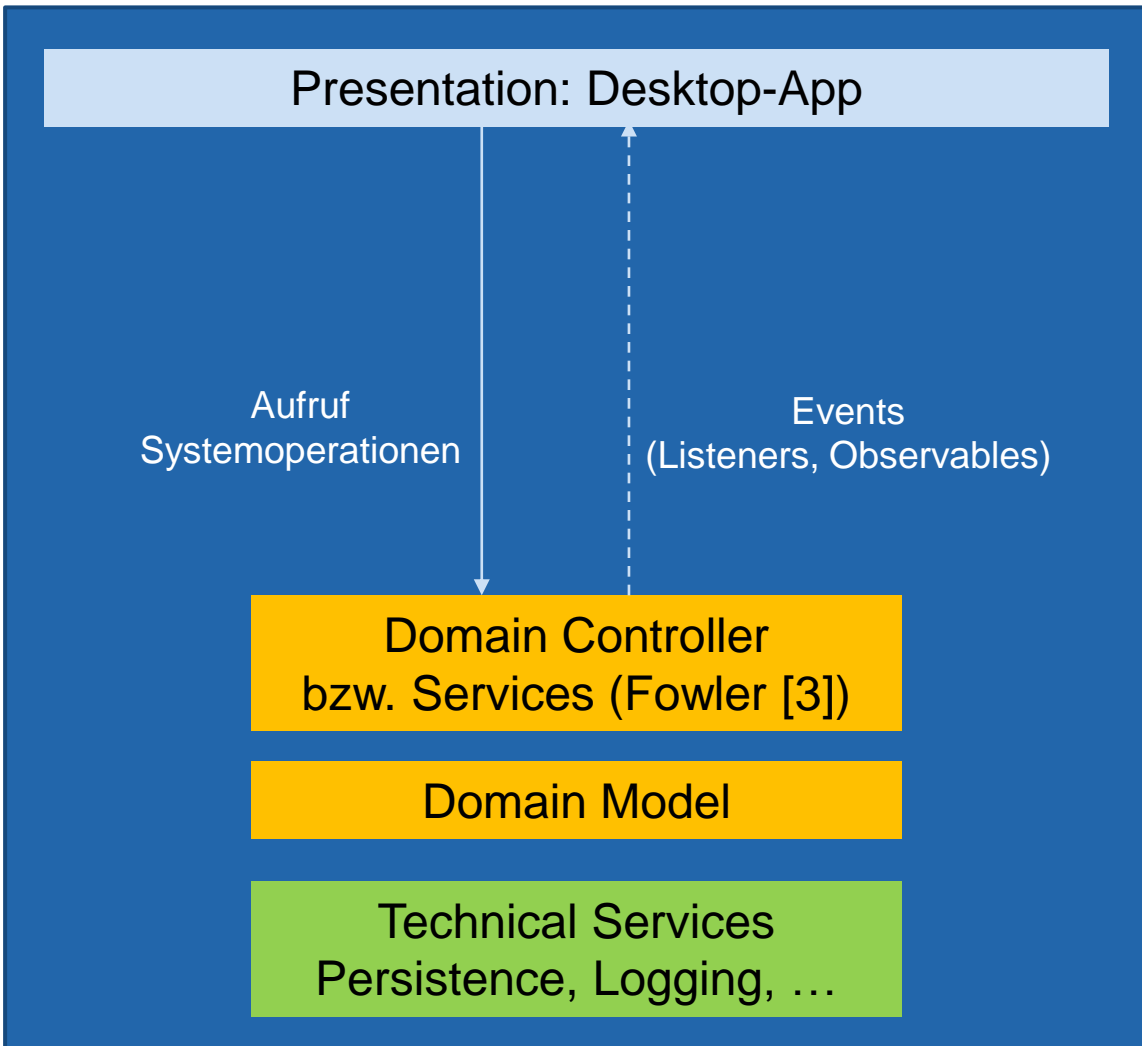 Presentation: Desktop-App
Aufruf
Systemoperationen
Events
(Listeners, Observables)
Domain Controller
bzw. Services (Fowler [3])
Domain Model
Technical Services
Persistence, Logging, …